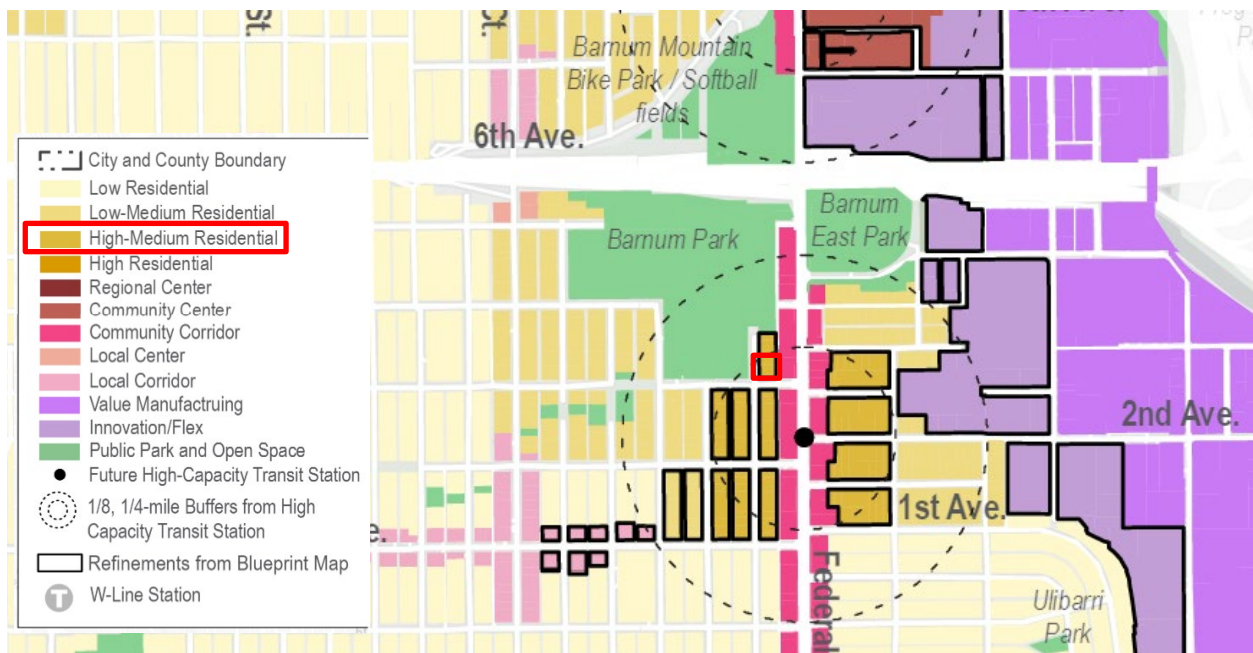 St.
Ct.
Barnum Mountain
Bike Park / Softball
fields
6th Ave.
City and County Boundary
Low Residential
Low-Medium Residential
High-Medium Residential
High Residential
Regional Center
Community Center
Community Corridor
Local Center
Local Corridor
Value Manufactruing
Innovation/Flex
Public Park and Open Space
Future High-Capacity Transit Station
1/8, 1/4-mile Buffers from High
Capacity Transit Station
Refinements from Blueprint Map
T
W-Line Station
Barnum Park
Barnum
East Park
2nd Ave.
1st Ave.
e.
Federal
Ulibarri
Park